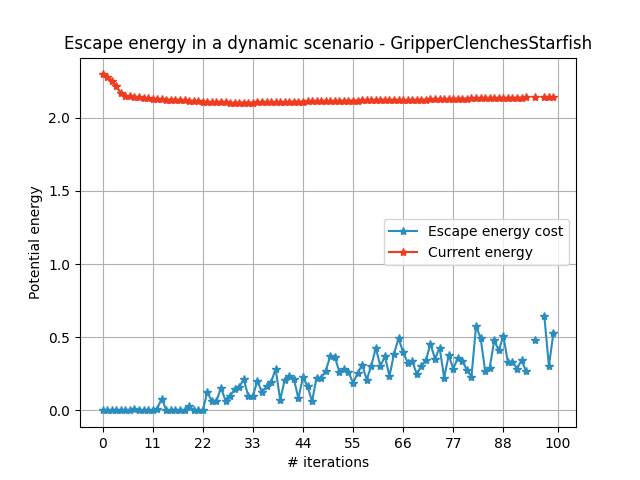 Escape energy in a dynamic scenario - GripperClenchesStarfish
Potential energy
2.0
1.5
1.0
0.5
0.0
Escape energy cost
Current energy
0 11 22 33 44 55 66 77 88 100
# iterations